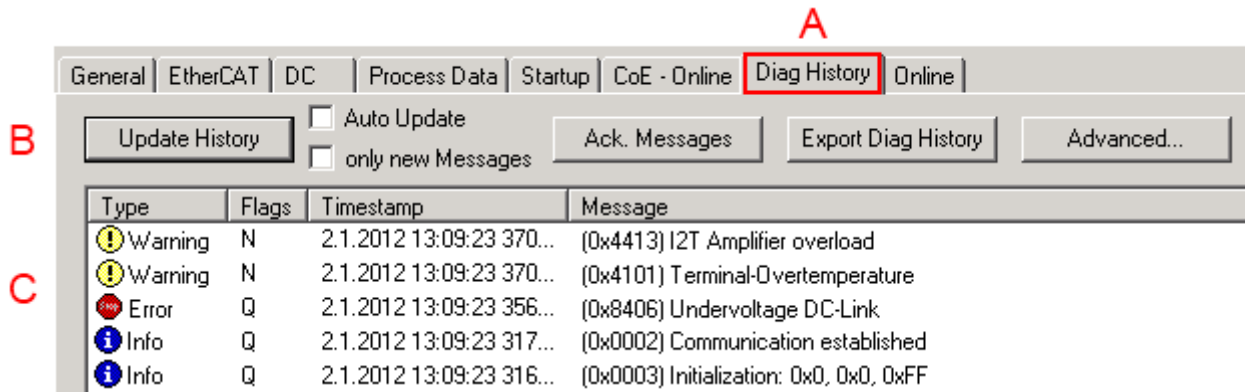 A
General EtherCAT DC Process Data Startup CoE - Online Diag History Online
B
Update History Auto Update Ack. Messages Export Diag History Advanced...
only new Messages
Type Flags Timestamp Message
C
Warning N 2.1.2012 13:09:23 370... (0x4413) I2T Amplifier overload
Warning N 2.1.2012 13:09:23 370... (0x4101) Terminal-Overtemperature
Error Q 2.1.2012 13:09:23 356... (0x8406) Undervoltage DC-Link
Info Q 2.1.2012 13:09:23 317... (0x0002) Communication established
Info Q 2.1.2012 13:09:23 316... (0x0003) Initialization: 0x0, 0x0, 0xFF